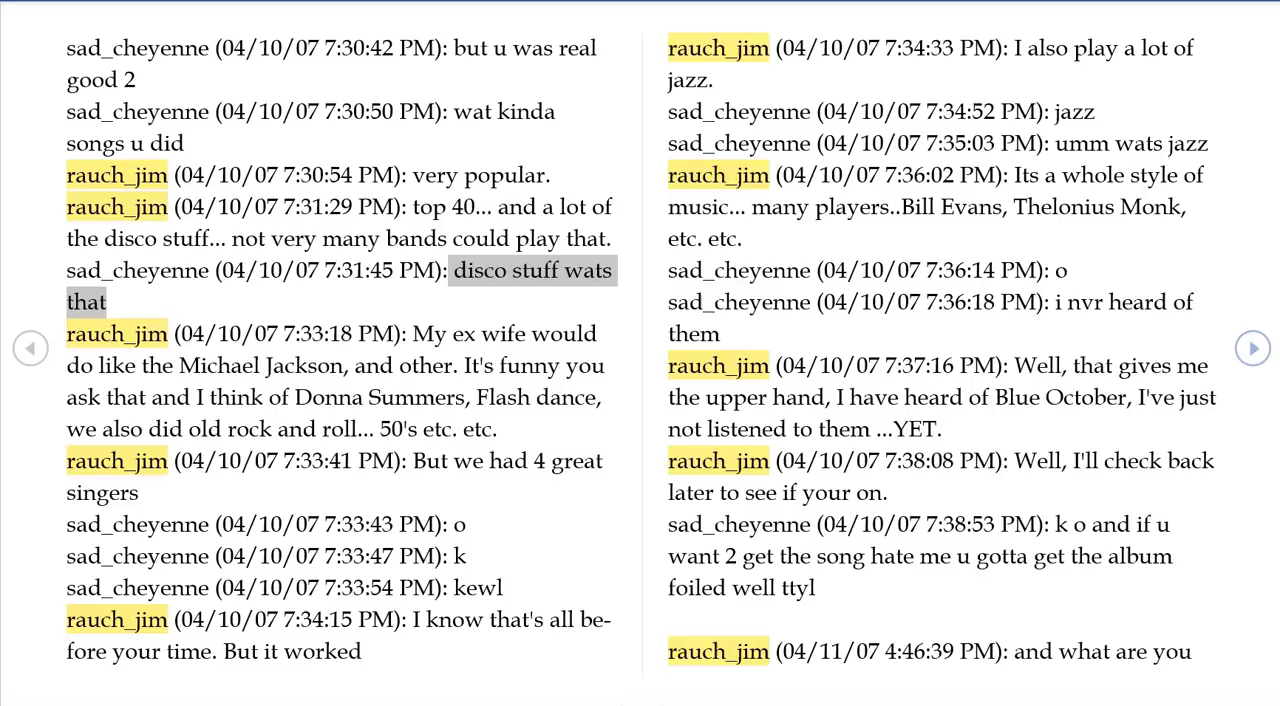 sad_cheyenne (04/10/07 7:30:42 PM): but u was real
good 2
sad_cheyenne (04/10/07 7:30:50 PM): wat kinda
songs u did
rauch_jim (04/10/07 7:30:54 PM): very popular.
rauch_jim (04/10/07 7:31:29 PM): top 40... and a lot of
the disco stuff... not very many bands could play that.
sad_cheyenne (04/10/07 7:31:45 PM): disco stuff wats
that
rauch_jim (04/10/07 7:33:18 PM): My ex wife would
do like the Michael Jackson, and other. It's funny you
ask that and I think of Donna Summers, Flash dance,
we also did old rock and roll... 50's etc. etc.
rauch_jim (04/10/07 7:33:41 PM): But we had 4 great
singers
sad_cheyenne (04/10/07 7:33:43 PM): o
sad_cheyenne (04/10/07 7:33:47 PM): k
sad_cheyenne (04/10/07 7:33:54 PM): kewl
rauch_jim (04/10/07 7:34:15 PM): I know that's all be-
fore your time. But it worked
rauch_jim (04/10/07 7:34:33 PM): I also play a lot of
jazz.
sad_cheyenne (04/10/07 7:34:52 PM): jazz
sad_cheyenne (04/10/07 7:35:03 PM): umm wats jazz
rauch_jim (04/10/07 7:36:02 PM): Its a whole style of
music... many players..Bill Evans, Thelonius Monk,
etc. etc.
sad_cheyenne (04/10/07 7:36:14 PM): o
sad_cheyenne (04/10/07 7:36:18 PM): i nvr heard of
them
rauch_jim (04/10/07 7:37:16 PM): Well, that gives me
the upper hand, I have heard of Blue October, I've just
not listened to them ...YET.
rauch_jim (04/10/07 7:38:08 PM): Well, I'll check back
later to see if your on.
sad_cheyenne (04/10/07 7:38:53 PM): k o and if u
want 2 get the song hate me u gotta get the album
foiled well ttyl
rauch_jim (04/11/07 4:46:39 PM): and what are you